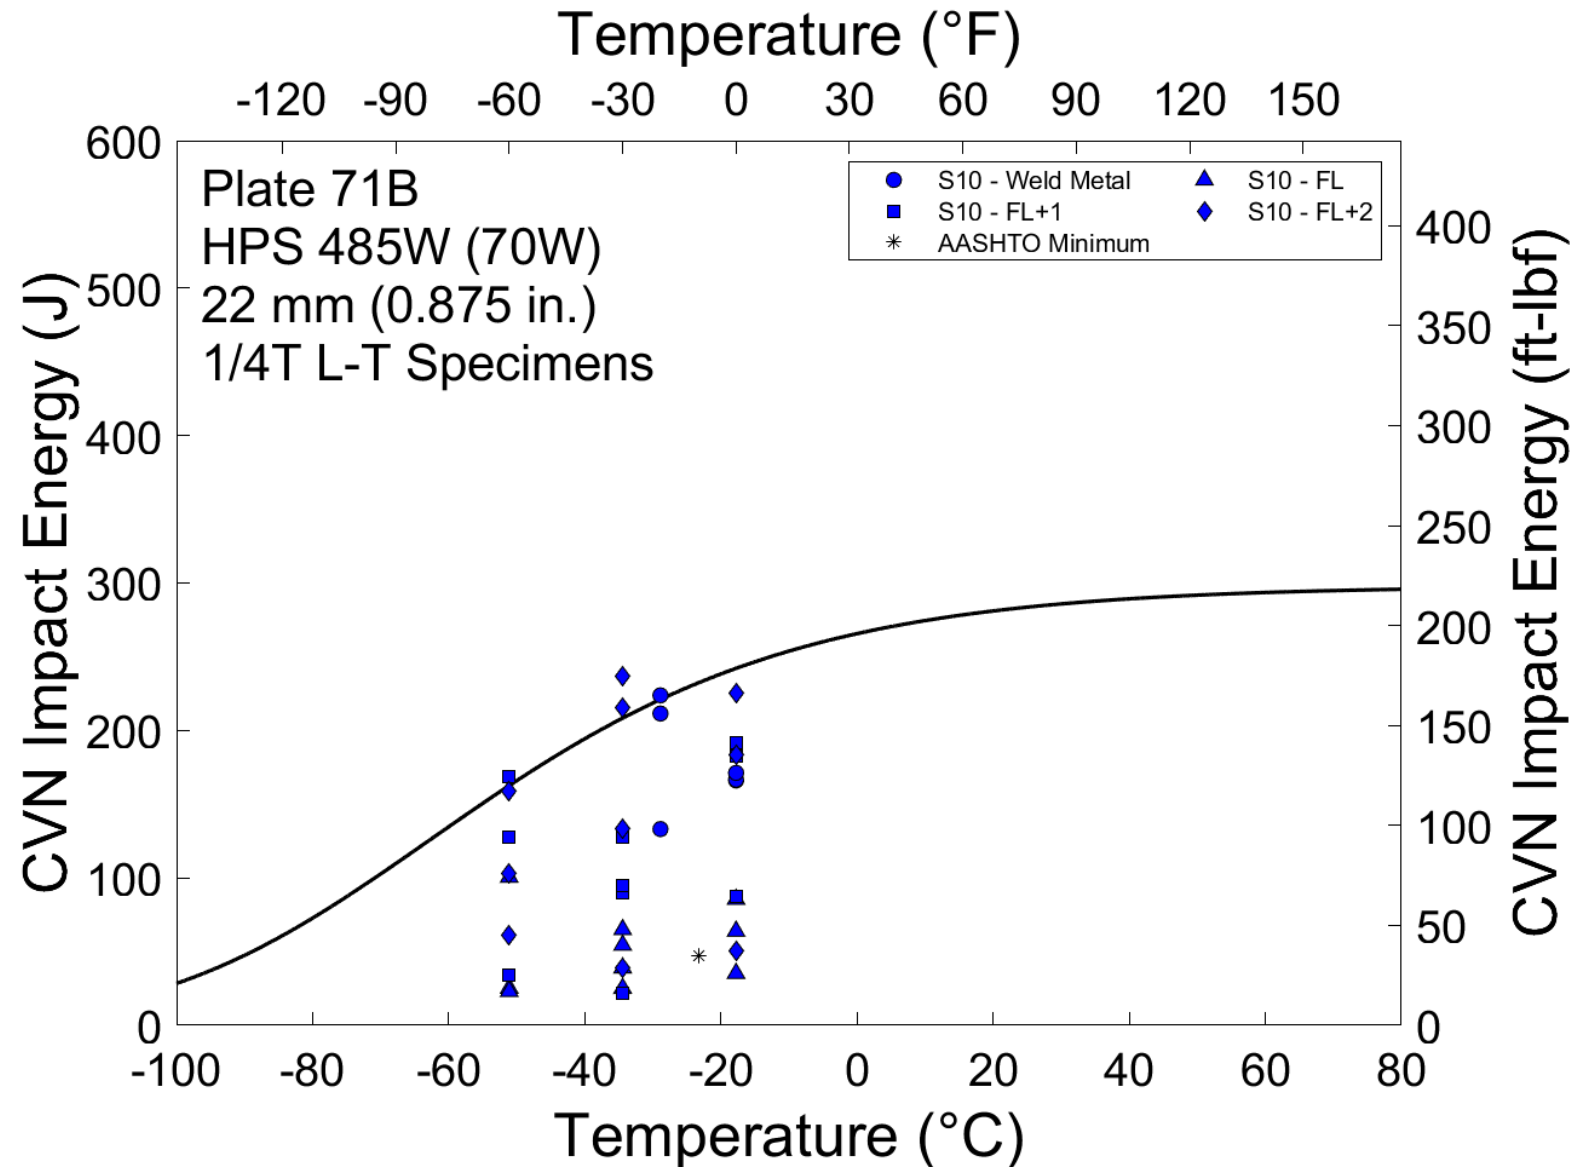 Temperature (°F)
-120 -90 -60 -30 0 30 60 90 120 150
Plate 71B
HPS 485W (70W)
22 mm (0.875 in.)
1/4T L-T Specimens
S10 - Weld Metal
S10 - FL
S10 - FL+1
S10 - FL+2
AASHTO Minimum
CVN Impact Energy (J)
600
500
400
300
200
100
0
400
350
300
250
200
150
100
50
0
CVN Impact Energy (ft-lbf)
-100 -80 -60 -40 -20 0 20 40 60 80
Temperature (°C)